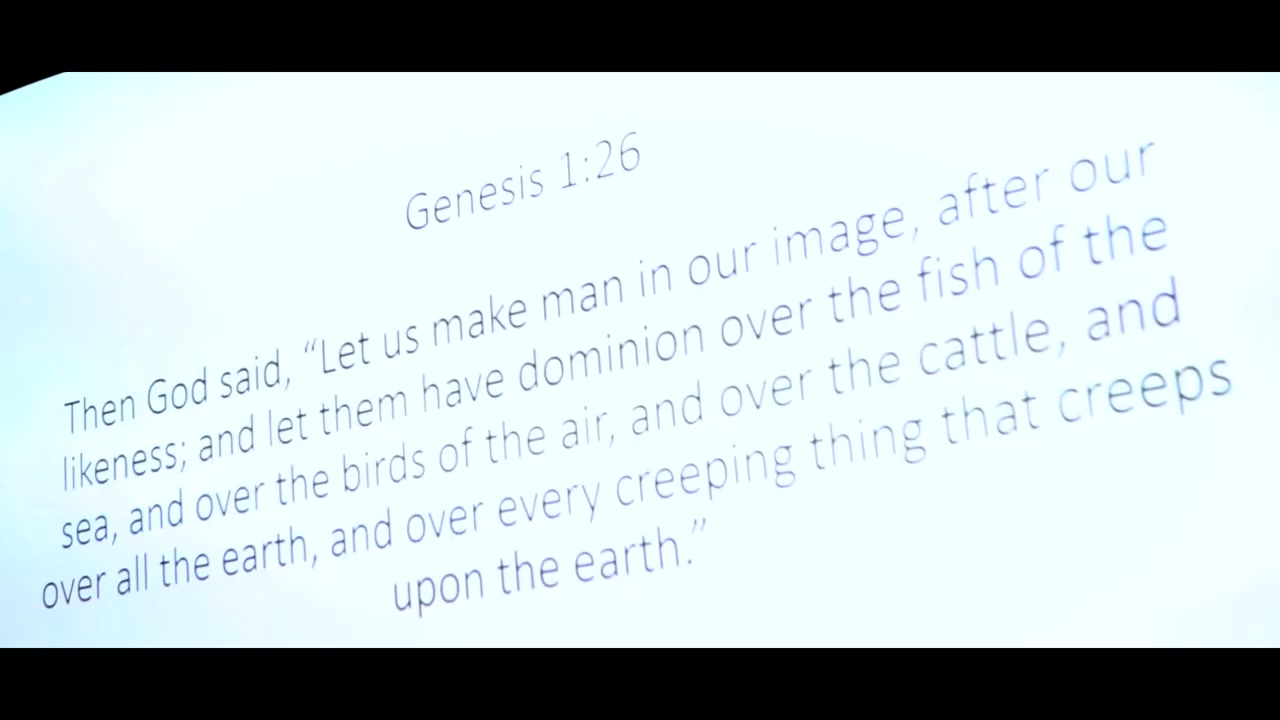 Genesis 1:26
Then God said, “Let us make man in our image, after our
likeness; and let them have dominion over the fish of the
sea, and over the birds of the air, and over the cattle, and
over all the earth, and over every creeping thing that creeps
upon the earth.”